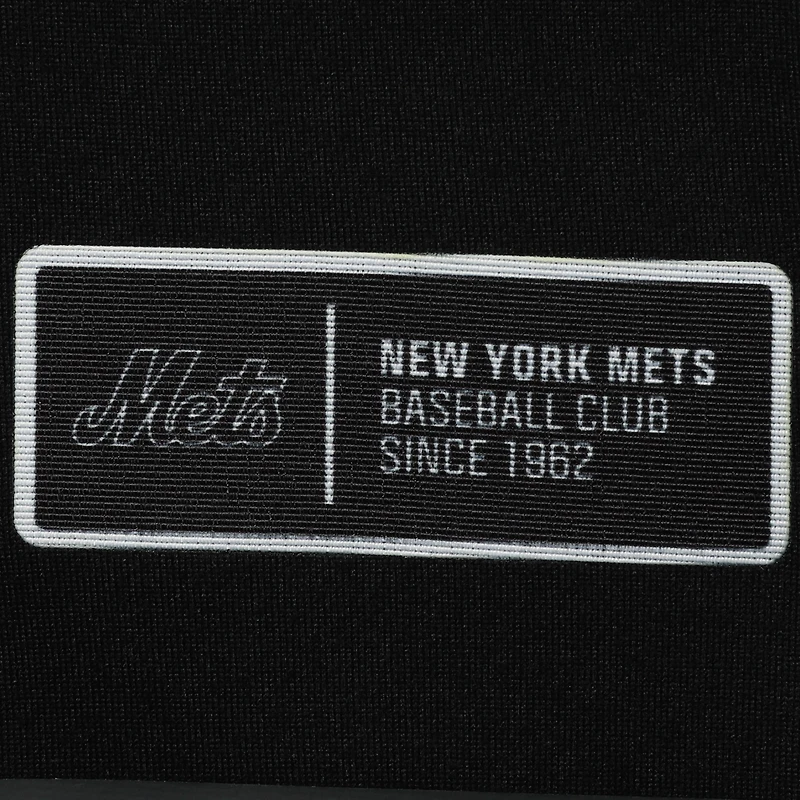 Mets
NEW YORK METS
BASEBALL CLUB
SINCE 1962